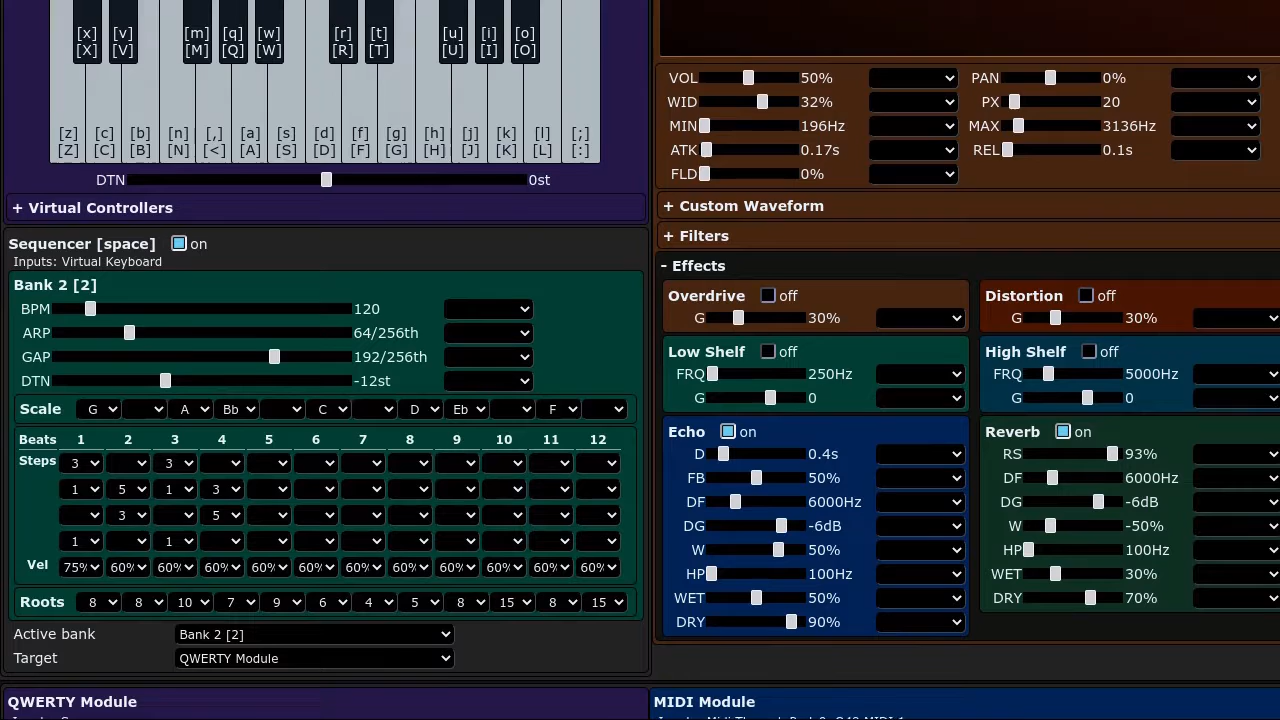 [x] [v] [m] [q] [w] [r] [t] [u] [i] [o]
[X] [V] [M] [Q] [W] [R] [T] [U] [I] [O]
[z] [c] [b] [n] [,] [a] [s] [d] [f] [g] [h] [j] [k] [l] [;]
[Z] [C] [B] [N] [<] [A] [S] [D] [F] [G] [H] [J] [K] [L] [:]
DTN 0st
+ Virtual Controllers
Sequencer [space] on
Inputs: Virtual Keyboard
Bank 2 [2]
BPM 120
ARP 64/256th
GAP 192/256th
DTN -12st
Scale G A Bb C D Eb F
Beats 1 2 3 4 5 6 7 8 9 10 11 12
Steps 3 3
1 5 1 3
3 5
1 1
Vel 75% 60% 60% 60% 60% 60% 60% 60% 60% 60% 60% 60%
Roots 8 8 10 7 9 6 4 5 8 15 8 15
Active bank Bank 2 [2]
Target QWERTY Module
QWERTY Module
VOL 50% PAN 0%
WID 32% PX 20
MIN 196Hz MAX 3136Hz
ATK 0.17s REL 0.1s
FLD 0%
+ Custom Waveform
+ Filters
- Effects
Overdrive off
G 30%
Distortion off
G 30%
Low Shelf off
FRQ 250Hz
G 0
High Shelf off
FRQ 5000Hz
G 0
Echo on
D 0.4s
FB 50%
DF 6000Hz
DG -6dB
W 50%
HP 100Hz
WET 50%
DRY 90%
Reverb on
RS 93%
DF 6000Hz
DG -6dB
W -50%
HP 100Hz
WET 30%
DRY 70%
MIDI Module